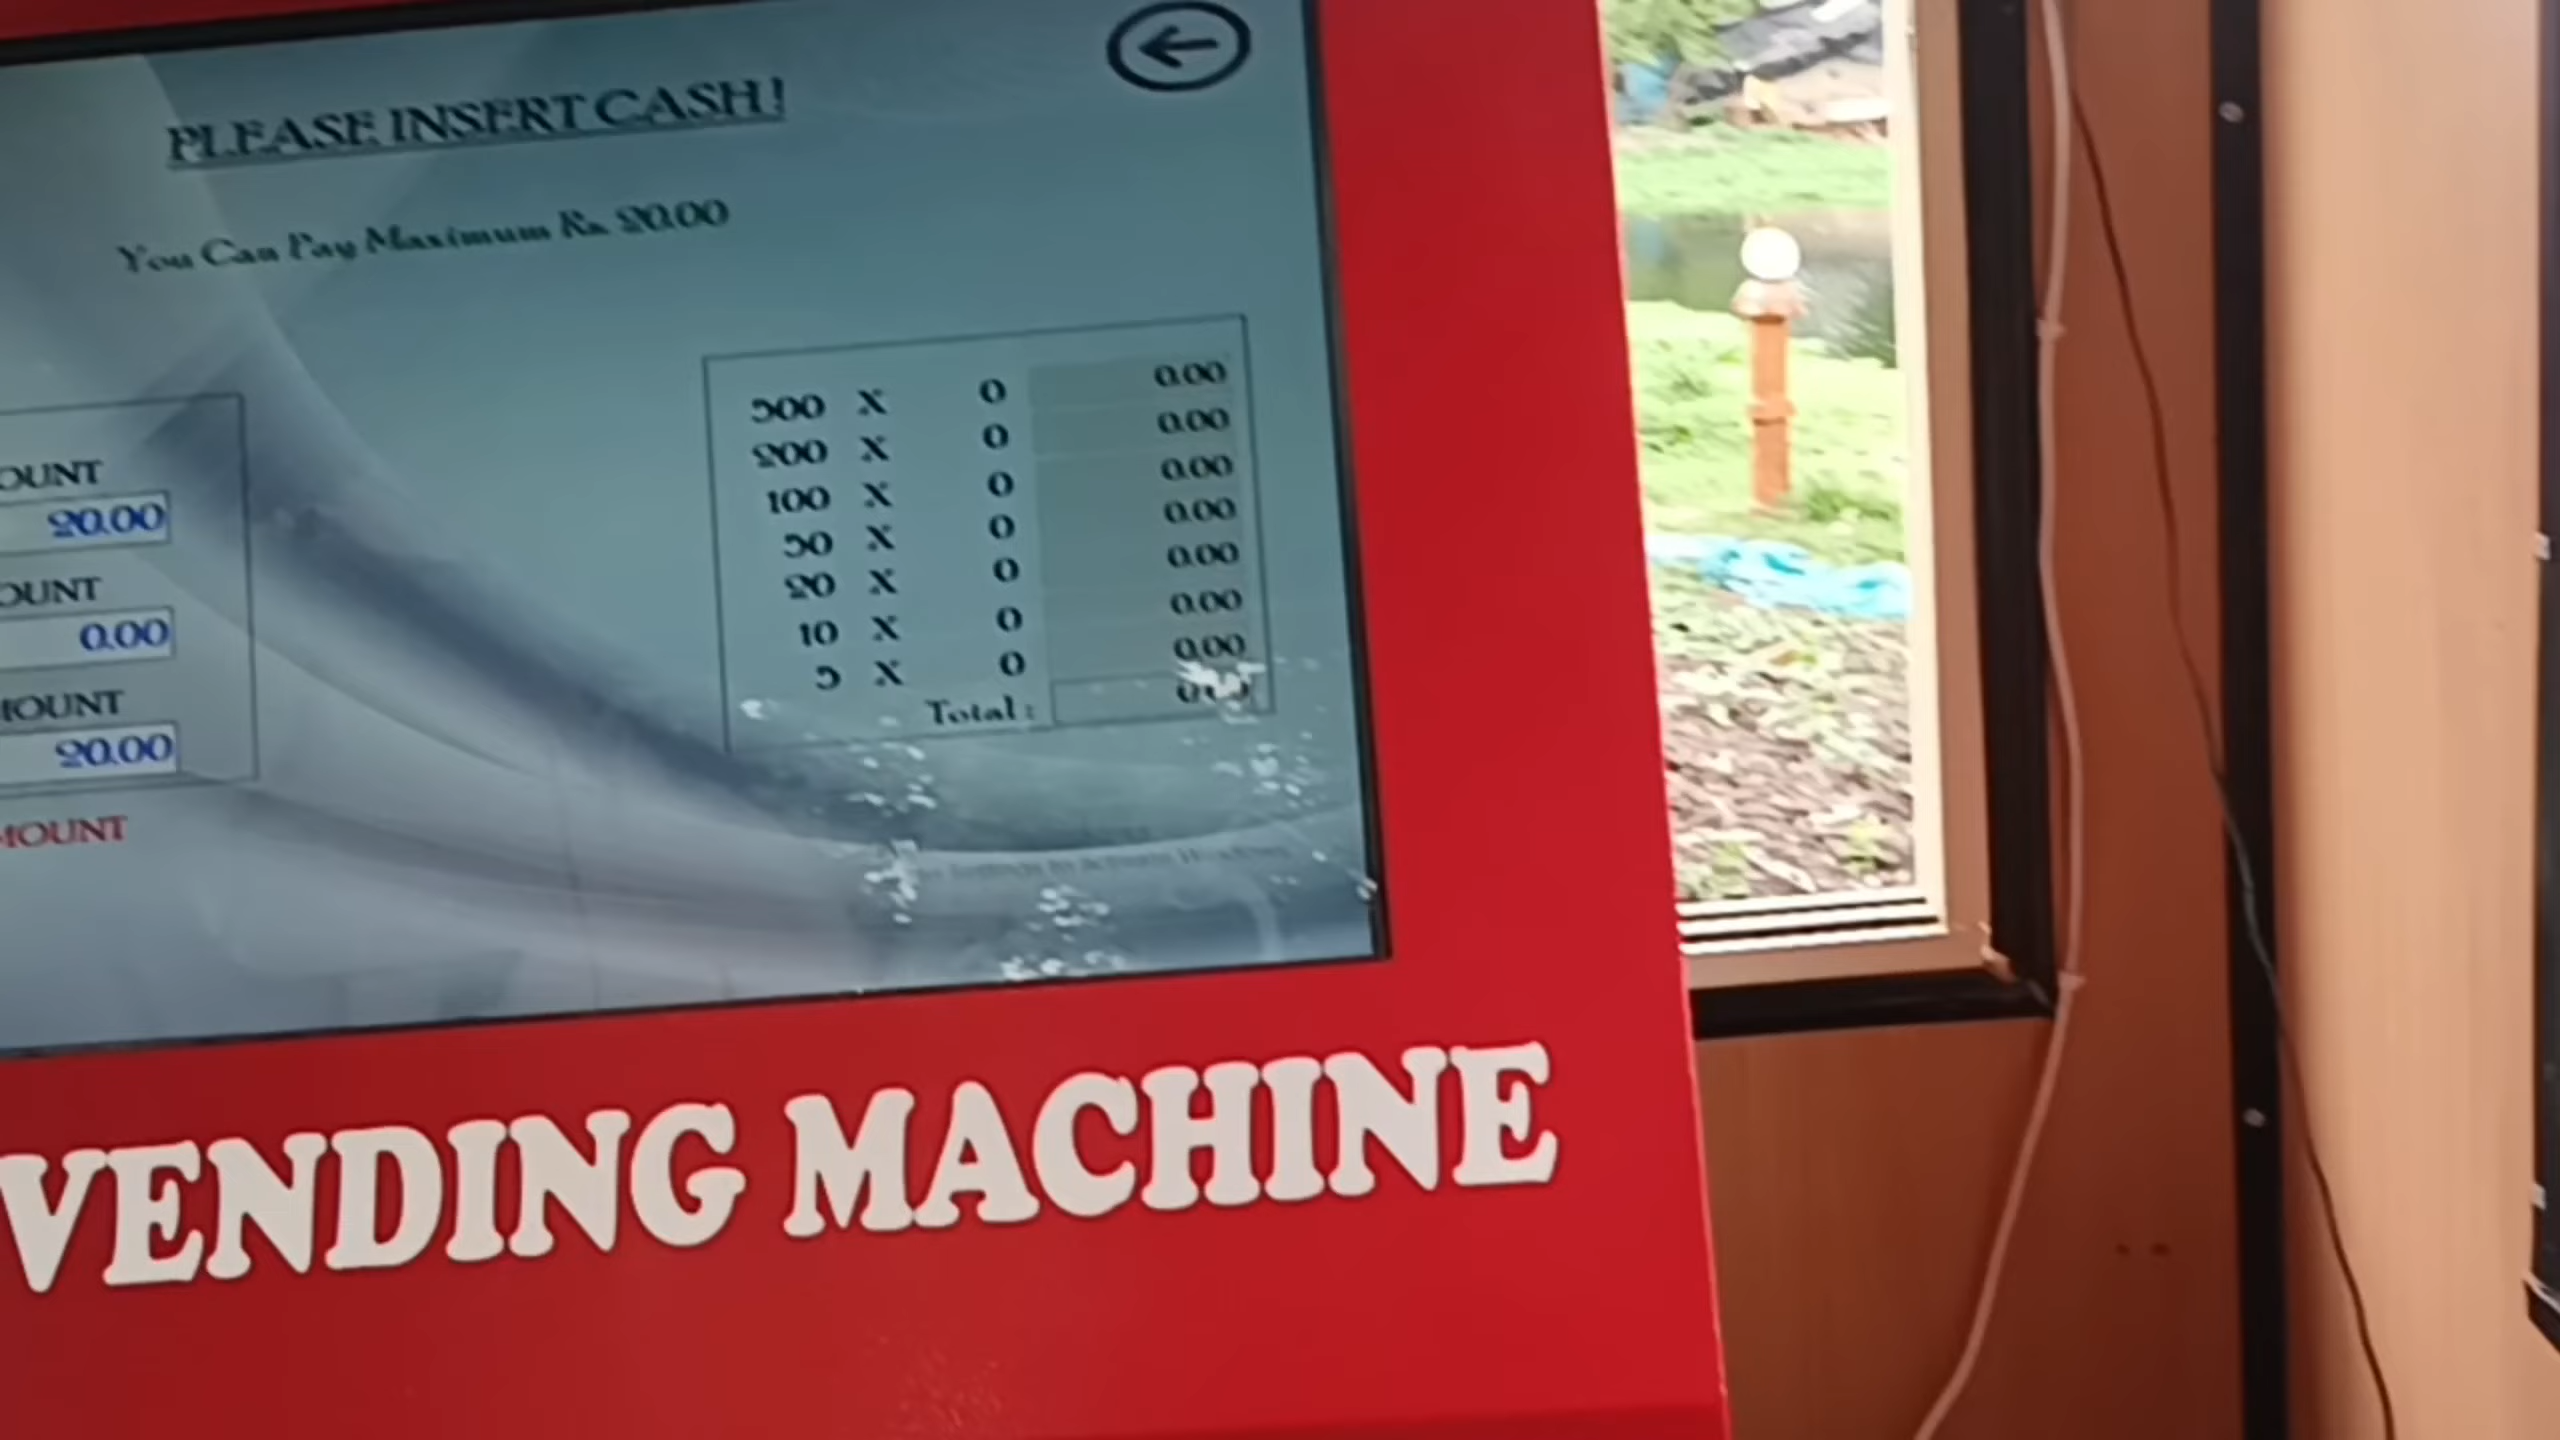 PLEASE INSERT CASH!
You Can Pay Maximum Rs. 20.00
OUNT
20.00
OUNT
0.00
MOUNT
20.00
MOUNT
500 X 0 0.00
200 X 0 0.00
100 X 0 0.00
50 X 0 0.00
20 X 0 0.00
10 X 0 0.00
5 X 0 0.00
Total : 0.00
VENDING MACHINE